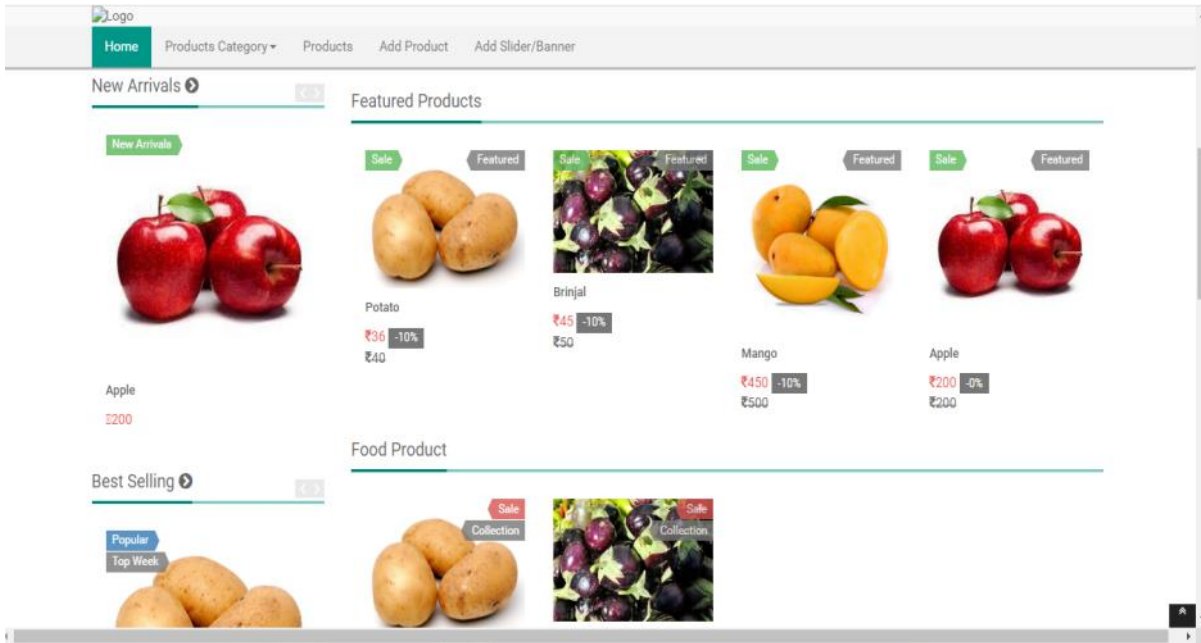 Logo
Home Products Category Products Add Product Add Slider/Banner
New Arrivals
New Arrivals
Apple
200
Best Selling
Popular
Top Week
Featured Products
Sale Featured
Potato
₹36 -10%
₹40
Sale Featured
Brinjal
₹45 -10%
₹50
Sale Featured
Mango
₹450 -10%
₹500
Sale Featured
Apple
₹200 -0%
₹200
Food Product
Sale
Collection
Sale
Collection